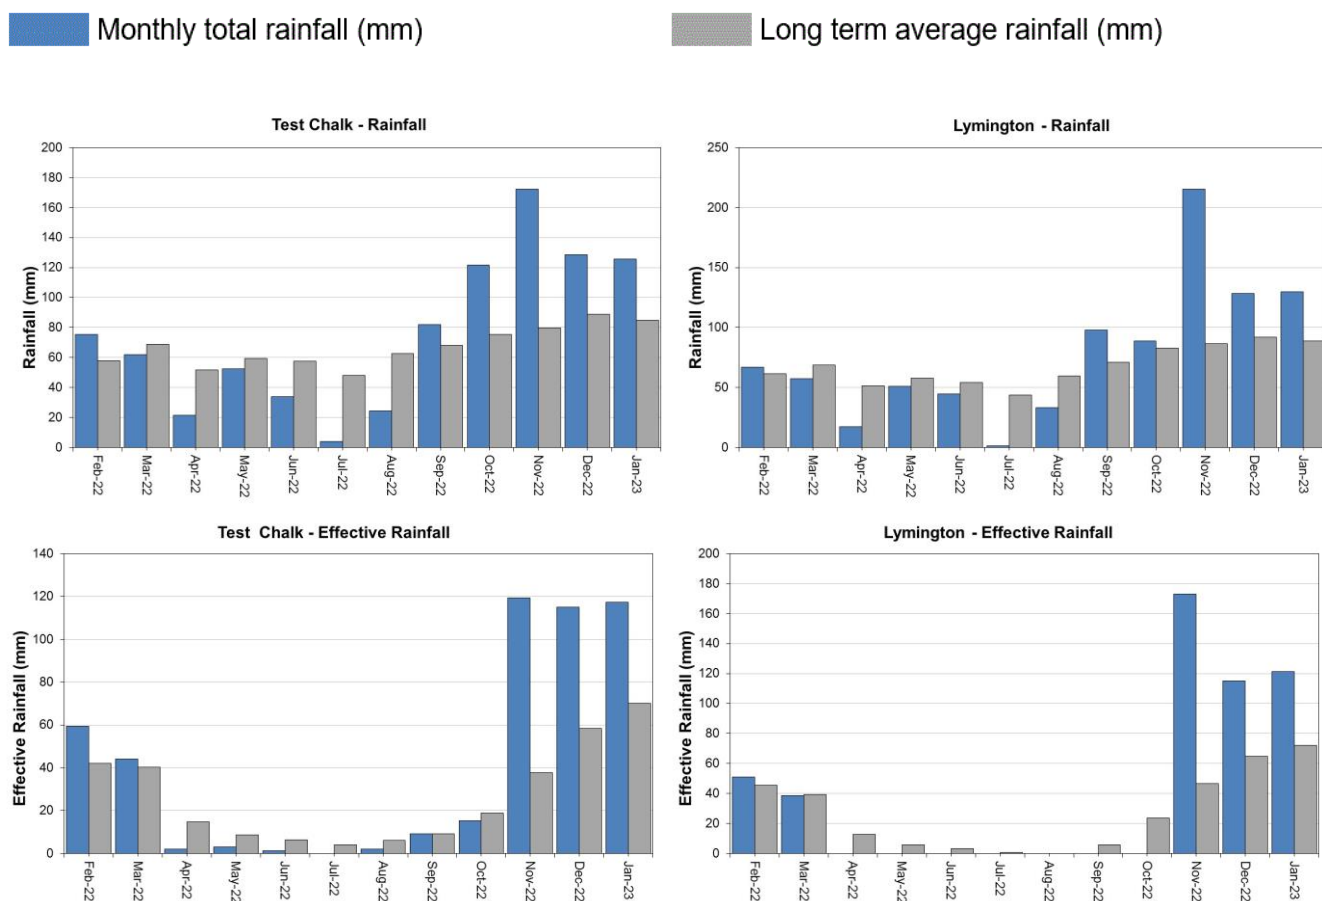 Monthly total rainfall (mm)
Long term average rainfall (mm)
Test Chalk - Rainfall
Rainfall (mm)
200
180
160
140
120
100
80
60
40
20
0
Feb-22
Mar-22
Apr-22
May-22
Jun-22
Jul-22
Aug-22
Sep-22
Oct-22
Nov-22
Dec-22
Jan-23
Lymington - Rainfall
Rainfall (mm)
250
200
150
100
50
0
Feb-22
Mar-22
Apr-22
May-22
Jun-22
Jul-22
Aug-22
Sep-22
Oct-22
Nov-22
Dec-22
Jan-23
Test Chalk - Effective Rainfall
Effective Rainfall (mm)
140
120
100
80
60
40
20
0
Feb-22
Mar-22
Apr-22
May-22
Jun-22
Jul-22
Aug-22
Sep-22
Oct-22
Nov-22
Dec-22
Jan-23
Lymington - Effective Rainfall
Effective Rainfall (mm)
200
180
160
140
120
100
80
60
40
20
0
Feb-22
Mar-22
Apr-22
May-22
Jun-22
Jul-22
Aug-22
Sep-22
Oct-22
Nov-22
Dec-22
Jan-23